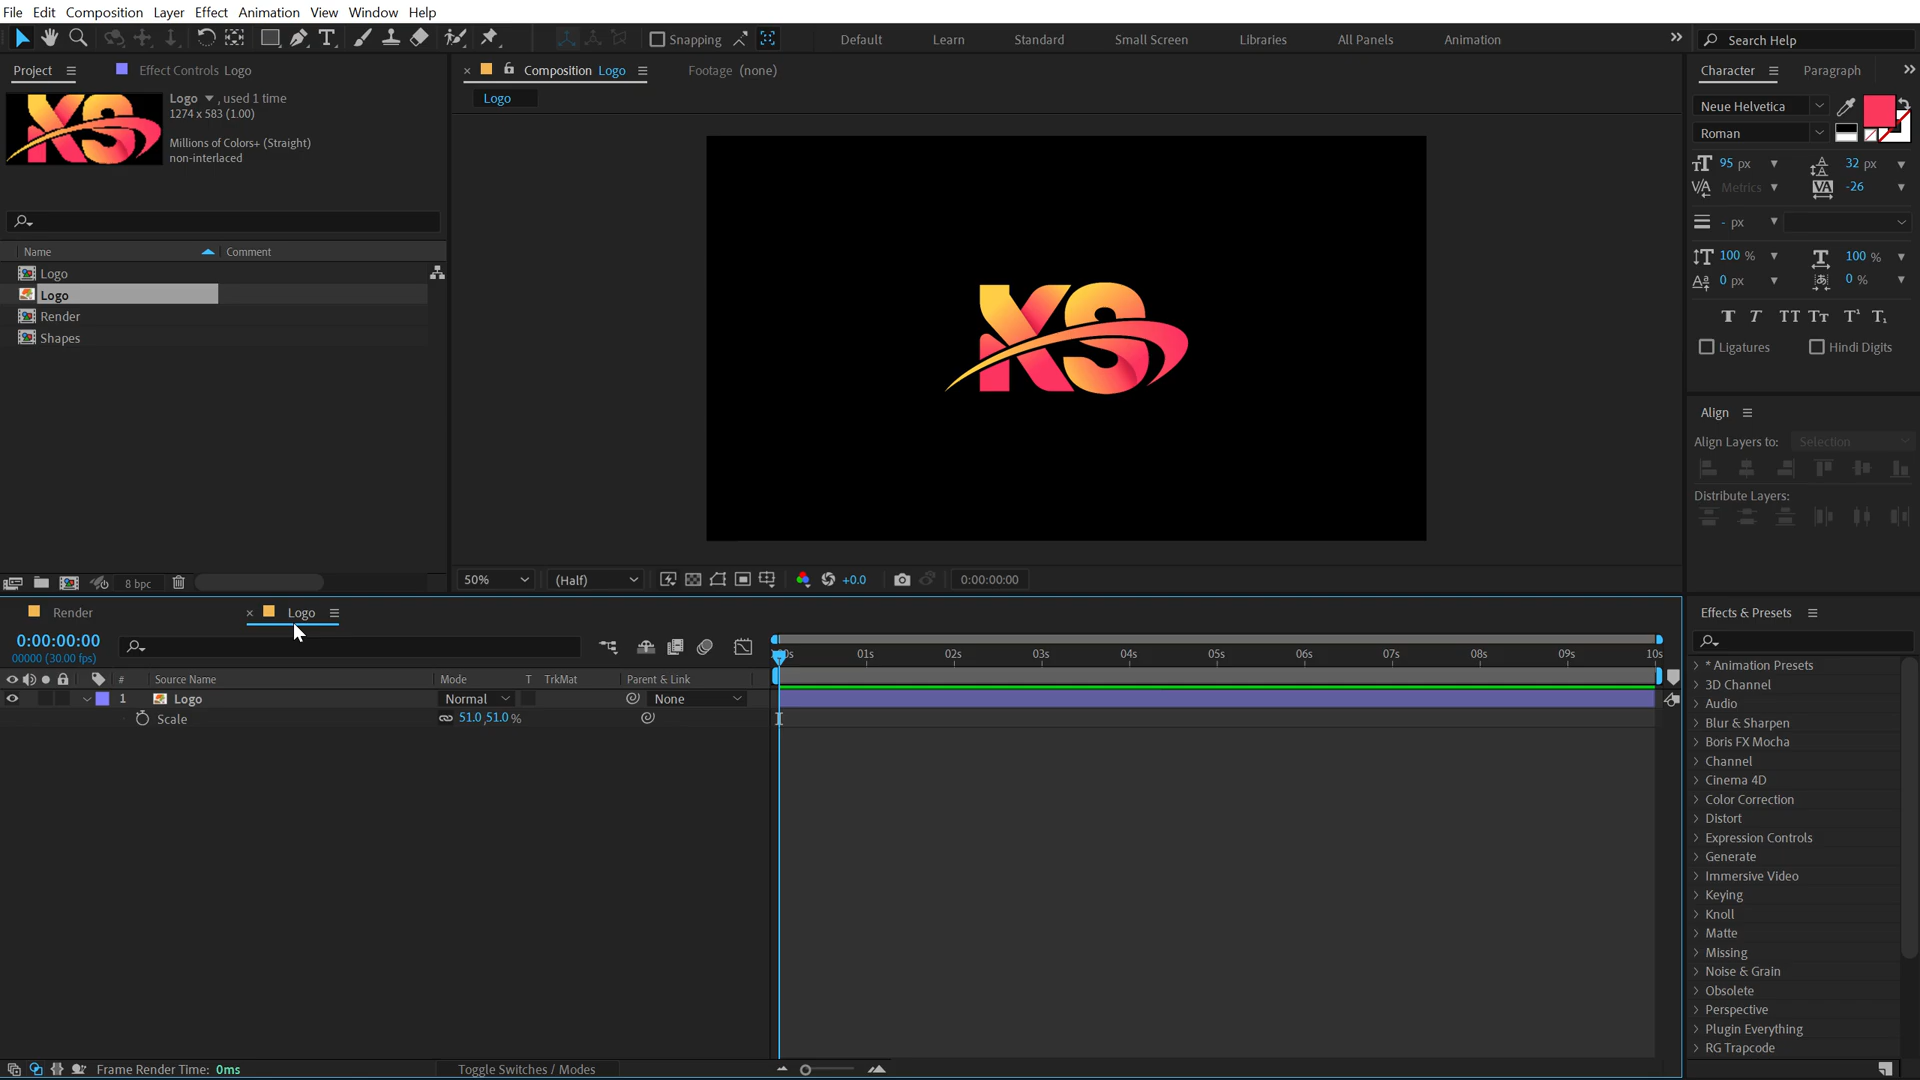 File Edit Composition Layer Effect Animation View Window Help
Snapping Default Learn Standard Small Screen Libraries All Panels Animation Search Help
Project Effect Controls Logo Composition Logo Footage (none) Character Paragraph
Logo , used 1 time
1274 x 583 (1.00)
Millions of Colors+ (Straight)
non-interlaced
Logo
Neue Helvetica
Roman
95 px 32 px
Metrics -26
- px
100 % 100 %
0 px 0 %
Ligatures Hindi Digits
Name Comment
Logo
Logo
Render
Shapes
XS
Align
Align Layers to: Selection
Distribute Layers:
8 bpc 50% (Half) +0.0 0:00:00:00
Render Logo
0:00:00:00
00000 (30.00 fps)
0s 01s 02s 03s 04s 05s 06s 07s 08s 09s 10s
# Source Name Mode T TrkMat Parent & Link
1 Logo Normal None
Scale 51.0,51.0 %
Effects & Presets
* Animation Presets
3D Channel
Audio
Blur & Sharpen
Boris FX Mocha
Channel
Cinema 4D
Color Correction
Distort
Expression Controls
Generate
Immersive Video
Keying
Knoll
Matte
Missing
Noise & Grain
Obsolete
Perspective
Plugin Everything
RG Trapcode
Frame Render Time: 0ms Toggle Switches / Modes